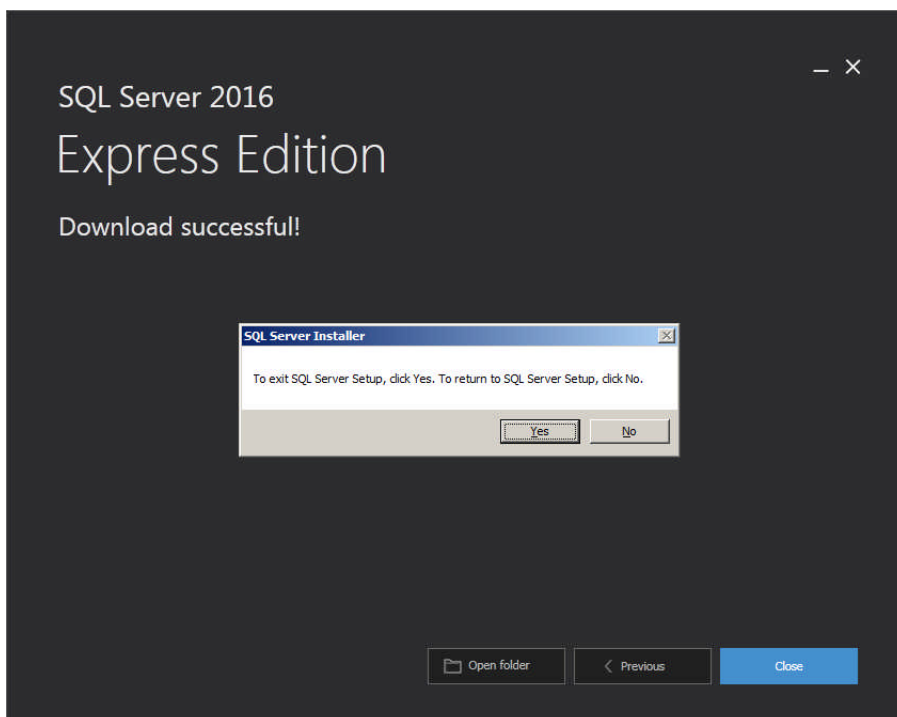 SQL Server 2016
Express Edition
Download successful!
SQL Server Installer
To exit SQL Server Setup, click Yes. To return to SQL Server Setup, click No.
Yes No
Open folder Previous Close